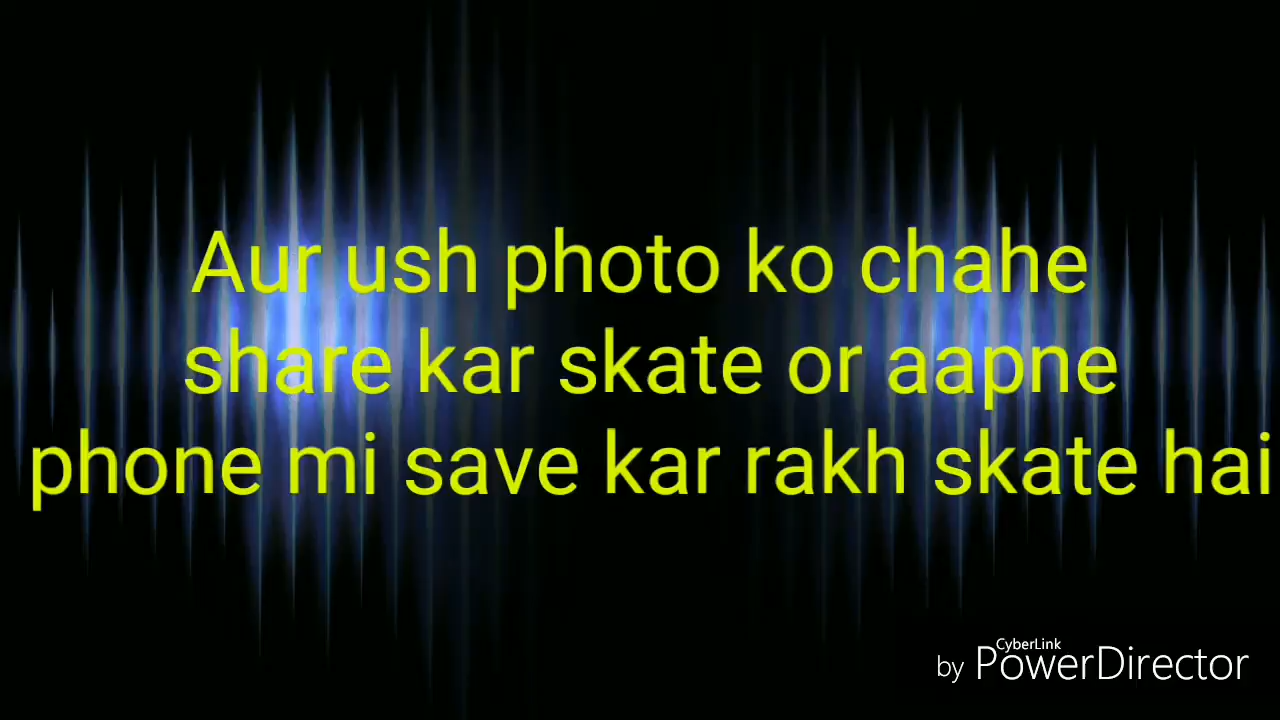 Aur ush photo ko chahe
share kar skate or aapne
phone mi save kar rakh skate hai
CyberLink
by PowerDirector